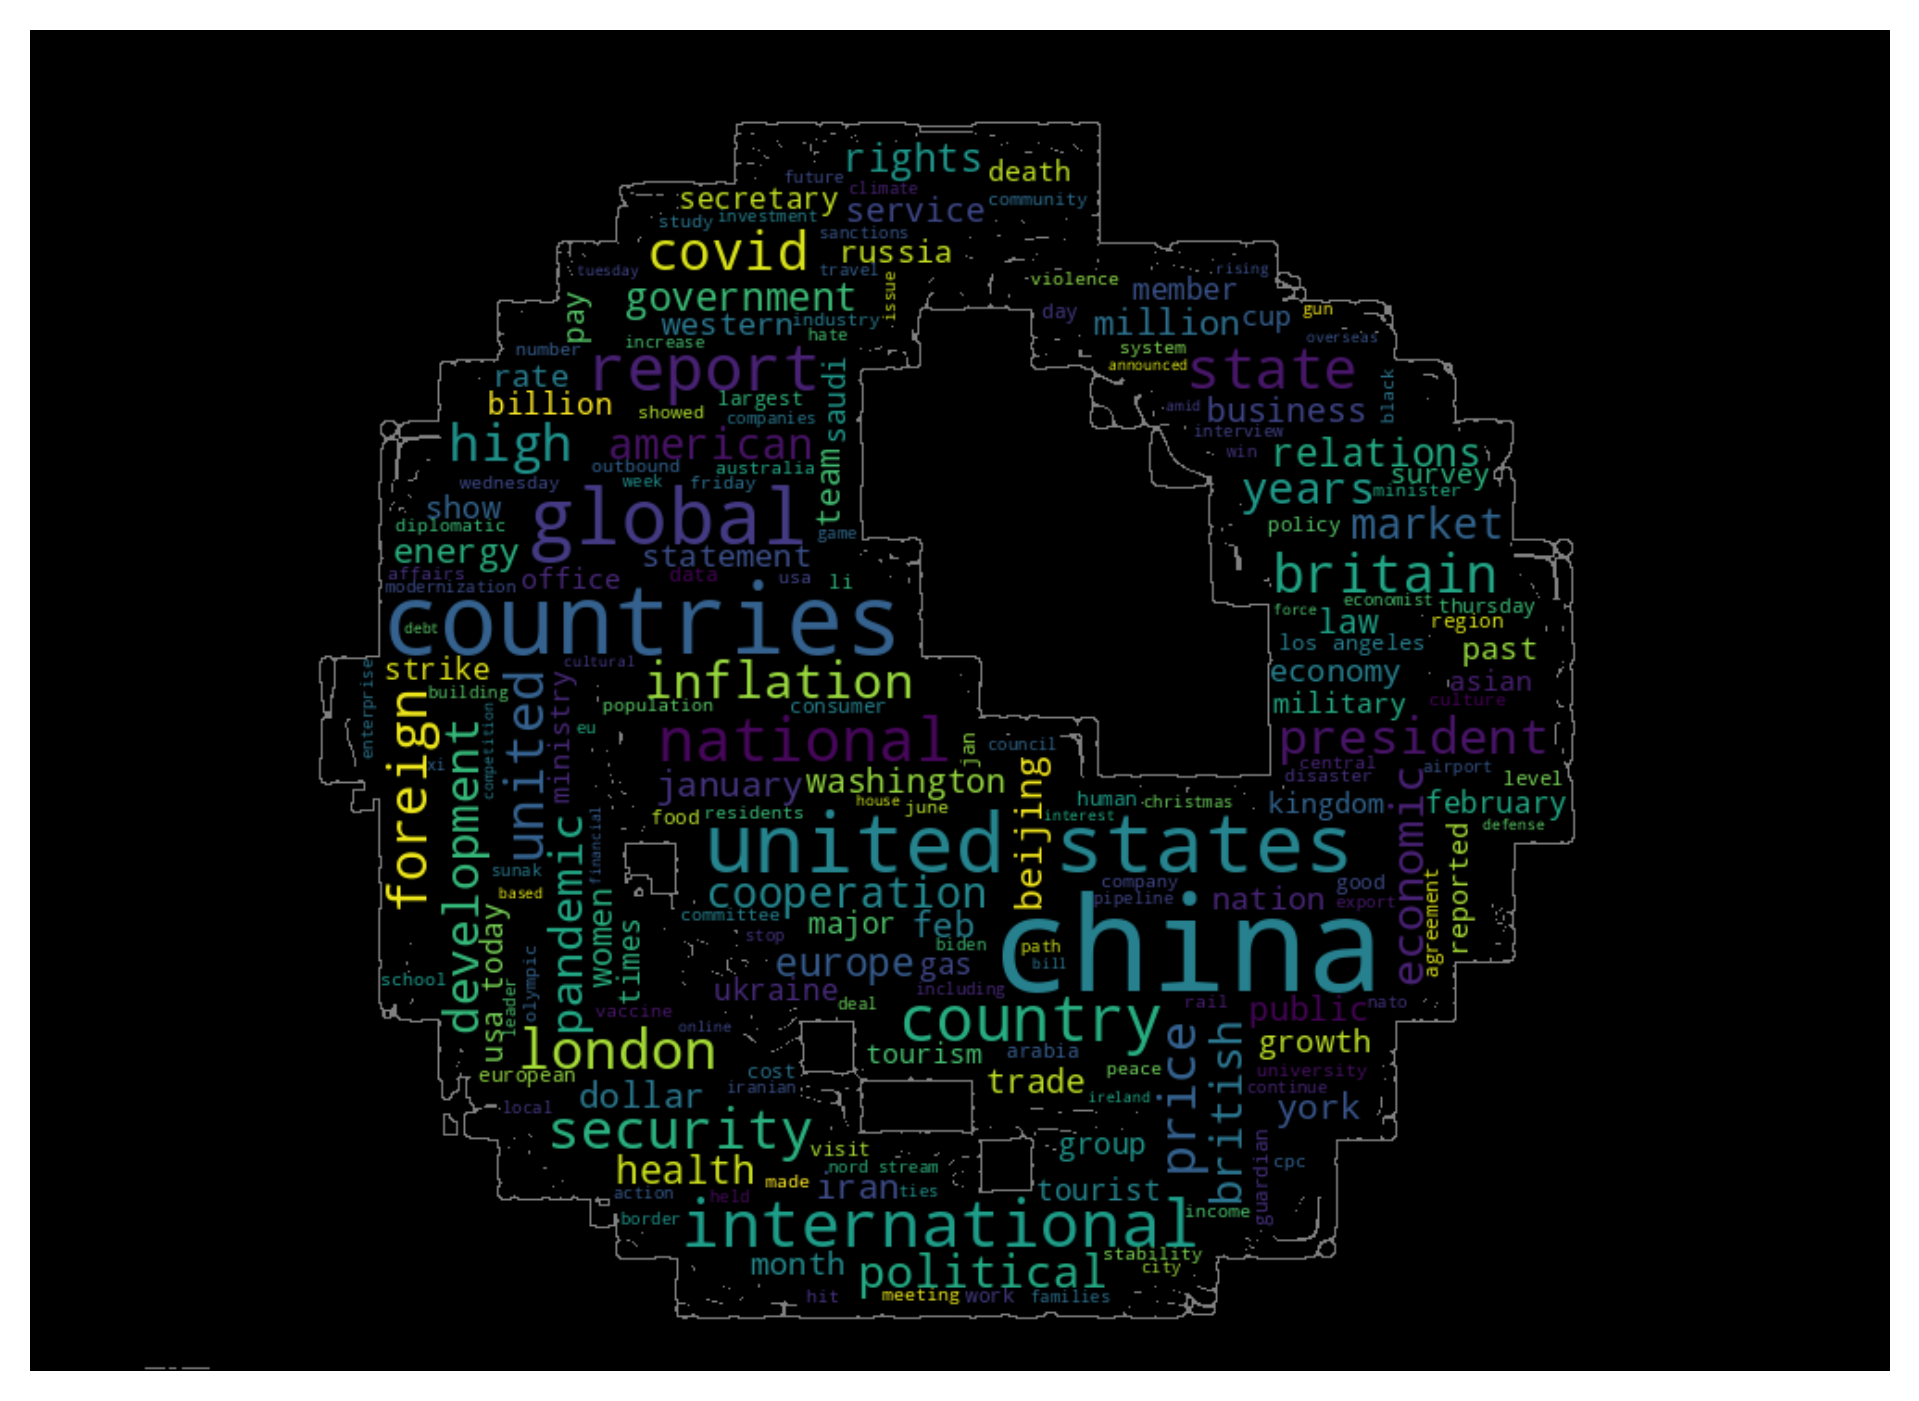 rights
death
future
climate
secretary
service
community
study
investment
covid
sanctions
russia
tuesday
travel
issue
violence
rising
pay
government
member
western
industry
day
million
cup
gun
increase
hate
number
system
overseas
report
announced
state
rate
saudi
black
billion
showed
largest
companies
amid
business
high
american
team
interview
outbound
australia
win
relations
wednesday
week
friday
survey
show
global
years
minister
diplomatic
game
policy
market
energy
statement
affairs
office
data
usa
li
britain
modernization
countries
debt
force
economist
thursday
law
region
los angeles
past
enterprise
strike
cultural
inflation
economy
asian
building
foreign
united
ministry
population
consumer
military
culture
development
competition
eu
national
jan
council
president
xi
january
washington
beijing
central
disaster
airport
level
economic
house
june
human
christmas
kingdom
february
food
residents
interest
defense
pandemic
financial
united states
reported
sunak
company
good
based
women
cooperation
pipeline
nation
export
agreement
usa today
times
committee
major
feb
china
stop
biden
path
school
olympic
leader
europe
gas
bill
ukraine
including
vaccine
deal
rail
public
nato
online
country
price
british
london
tourism
arabia
growth
european
cost
iranian
trade
peace
university
local
dollar
ireland
continue
york
security
visit
group
guardian
health
made
nord stream
cpc
action
held
iran
ties
tourist
border
international
income
month
political
stability
city
hit
meeting
work
families